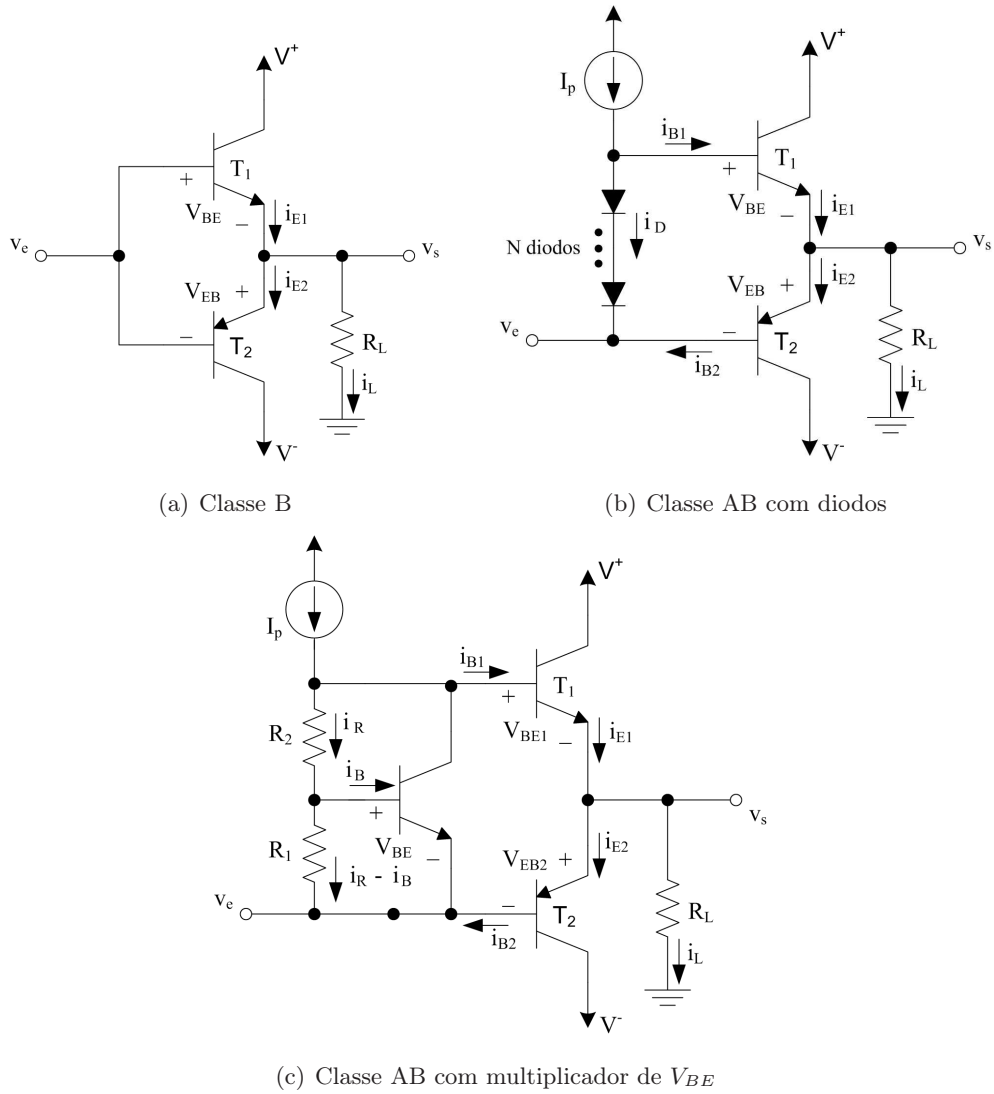 V⁺
T₁
+
V_BE
−
i_E1
v_e
v_s
V_EB
+
i_E2
−
T₂
R_L
i_L
V⁻
(a) Classe B
I_p
V⁺
i_B1
T₁
+
V_BE
−
i_E1
i_D
N diodos
v_s
V_EB
+
i_E2
v_e
−
T₂
i_B2
R_L
i_L
V⁻
(b) Classe AB com diodos
I_p
V⁺
i_B1
T₁
+
V_BE1
−
i_E1
R₂
i_R
i_B
+
V_BE
−
v_s
R₁
i_R - i_B
V_EB2
+
i_E2
v_e
−
T₂
i_B2
R_L
i_L
V⁻
(c) Classe AB com multiplicador de V_BE